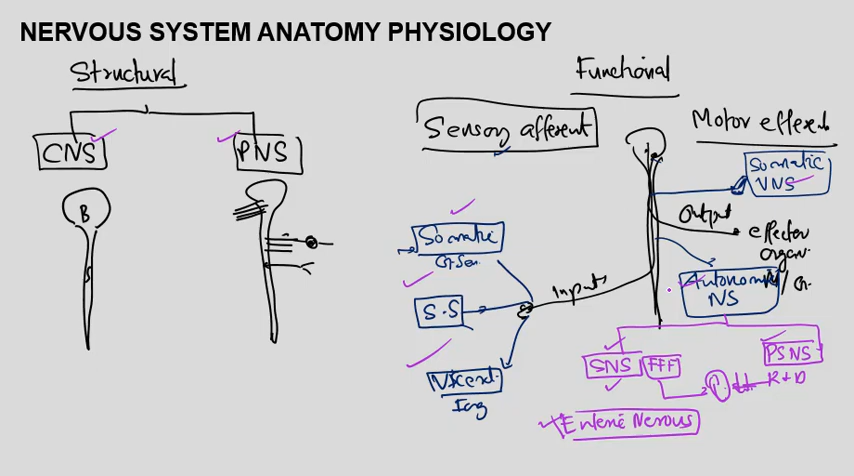 NERVOUS SYSTEM ANATOMY PHYSIOLOGY
Structural
CNS
PNS
B
S
Functional
Sensory afferent
Motor efferent
Somatic
VNS
Output
effector
organ
Autonomic
NS
Somatic
S.S
Inputs
SNS
FFF
PSNS
R+D
P
Enteric Nervous